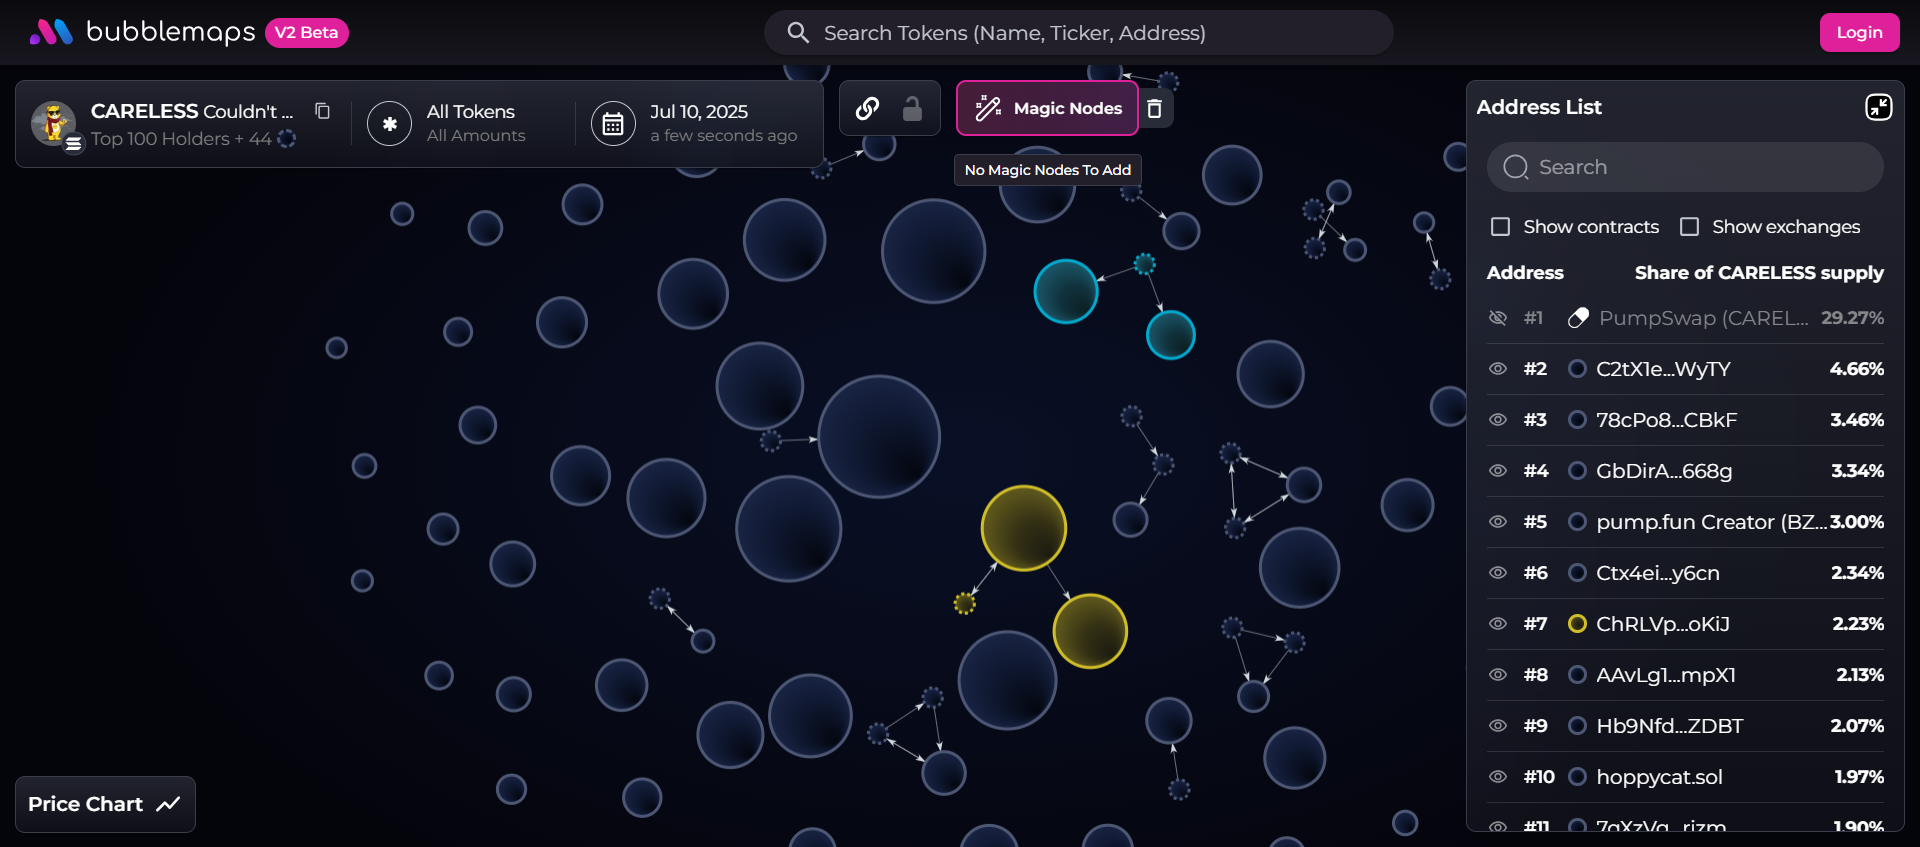 bubblemaps V2 Beta
Search Tokens (Name, Ticker, Address)
Login
CARELESS Couldn't ...
Top 100 Holders + 44
All Tokens
All Amounts
Jul 10, 2025
a few seconds ago
Magic Nodes
No Magic Nodes To Add
Address List
Search
Show contracts Show exchanges
Address Share of CARELESS supply
#1 PumpSwap (CAREL... 29.27%
#2 C2tX1e...WyTY 4.66%
#3 78cPo8...CBkF 3.46%
#4 GbDirA...668g 3.34%
#5 pump.fun Creator (BZ... 3.00%
#6 Ctx4ei...y6cn 2.34%
#7 ChRLVp...oKiJ 2.23%
#8 AAvLg1...mpX1 2.13%
#9 Hb9Nfd...ZDBT 2.07%
#10 hoppycat.sol 1.97%
#11 1.90%
Price Chart